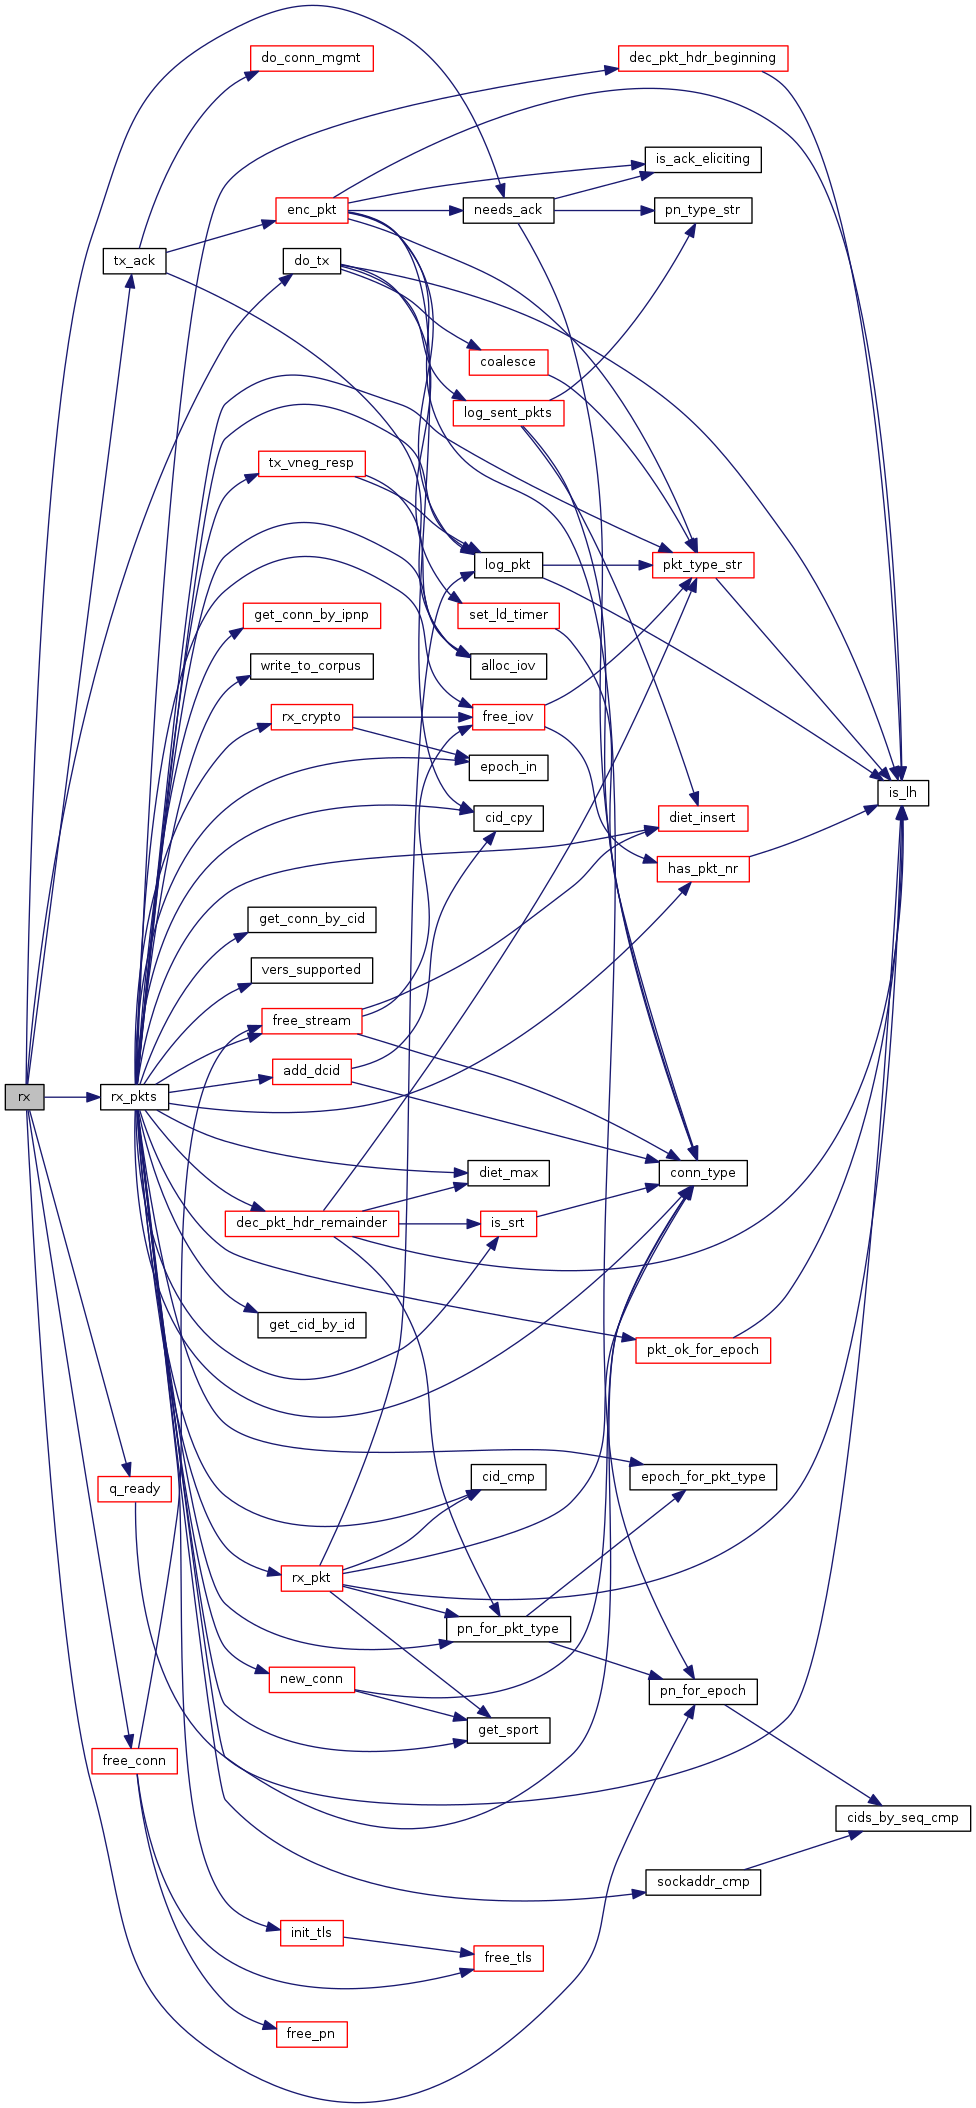 do_conn_mgmt
dec_pkt_hdr_beginning
is_ack_eliciting
enc_pkt
needs_ack
pn_type_str
tx_ack
do_tx
coalesce
log_sent_pkts
tx_vneg_resp
log_pkt
pkt_type_str
get_conn_by_ipnp
set_ld_timer
write_to_corpus
alloc_iov
rx_crypto
free_iov
epoch_in
is_lh
cid_cpy
diet_insert
has_pkt_nr
get_conn_by_cid
vers_supported
free_stream
add_dcid
rx
rx_pkts
diet_max
conn_type
dec_pkt_hdr_remainder
is_srt
get_cid_by_id
pkt_ok_for_epoch
cid_cmp
epoch_for_pkt_type
q_ready
rx_pkt
pn_for_pkt_type
new_conn
pn_for_epoch
get_sport
free_conn
cids_by_seq_cmp
sockaddr_cmp
init_tls
free_tls
free_pn